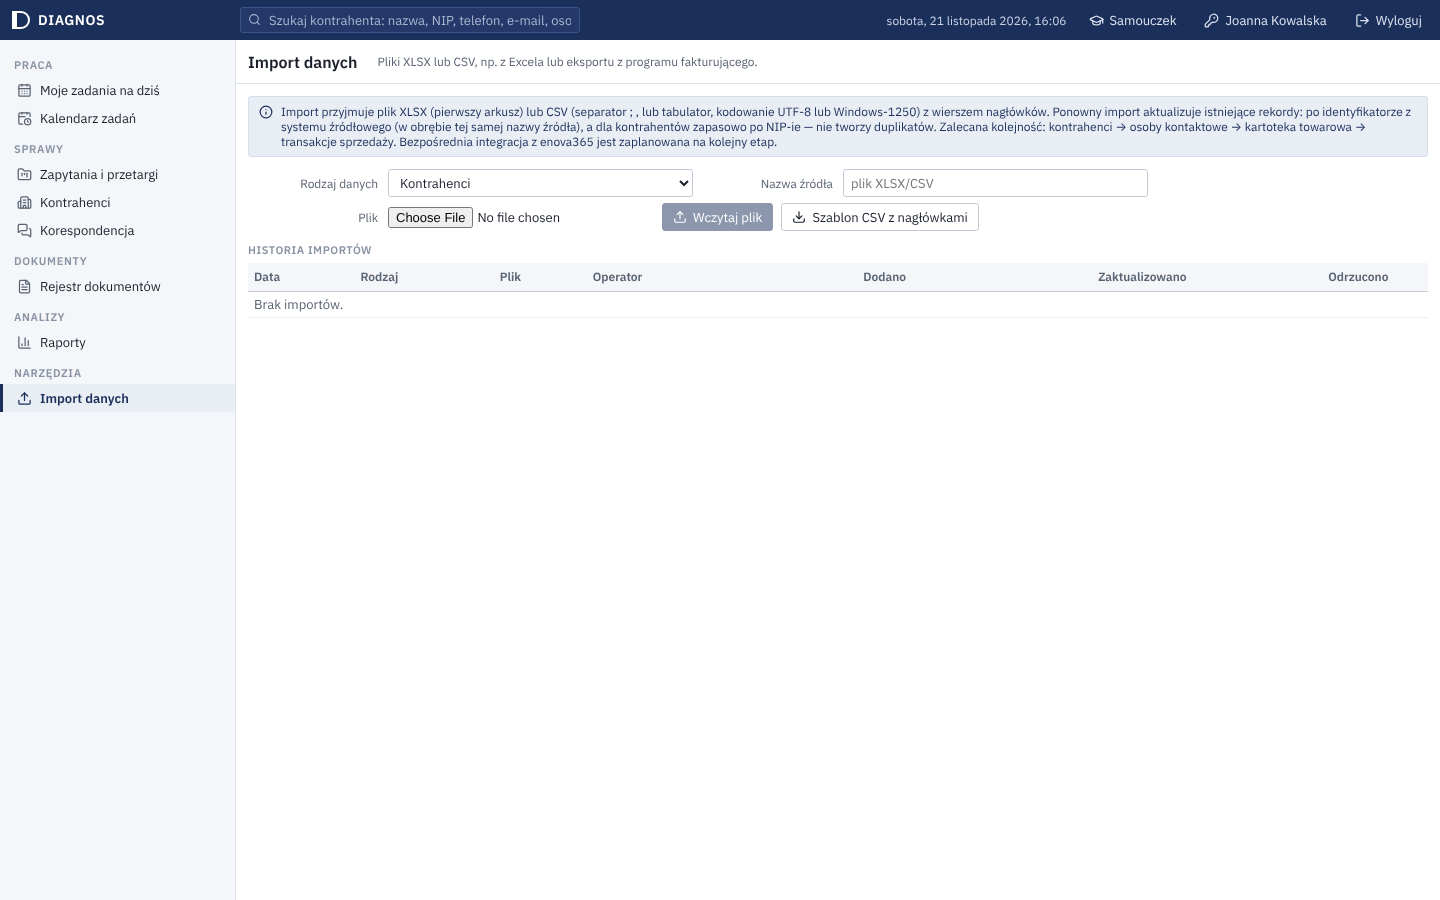 DIAGNOS
Szukaj kontrahenta: nazwa, NIP, telefon, e-mail, oso
sobota, 21 listopada 2026, 16:06
Samouczek
Joanna Kowalska
Wyloguj
PRACA
Moje zadania na dziś
Kalendarz zadań
SPRAWY
Zapytania i przetargi
Kontrahenci
Korespondencja
DOKUMENTY
Rejestr dokumentów
ANALIZY
Raporty
NARZĘDZIA
Import danych
Import danych
Pliki XLSX lub CSV, np. z Excela lub eksportu z programu fakturującego.
Import przyjmuje plik XLSX (pierwszy arkusz) lub CSV (separator ; , lub tabulator, kodowanie UTF-8 lub Windows-1250) z wierszem nagłówków. Ponowny import aktualizuje istniejące rekordy: po identyfikatorze z
systemu źródłowego (w obrębie tej samej nazwy źródła), a dla kontrahentów zapasowo po NIP-ie — nie tworzy duplikatów. Zalecana kolejność: kontrahenci → osoby kontaktowe → kartoteka towarowa →
transakcje sprzedaży. Bezpośrednia integracja z enova365 jest zaplanowana na kolejny etap.
Rodzaj danych
Kontrahenci
Nazwa źródła
plik XLSX/CSV
Plik
Choose File No file chosen
Wczytaj plik
Szablon CSV z nagłówkami
HISTORIA IMPORTÓW
Data Rodzaj Plik Operator Dodano Zaktualizowano Odrzucono
Brak importów.